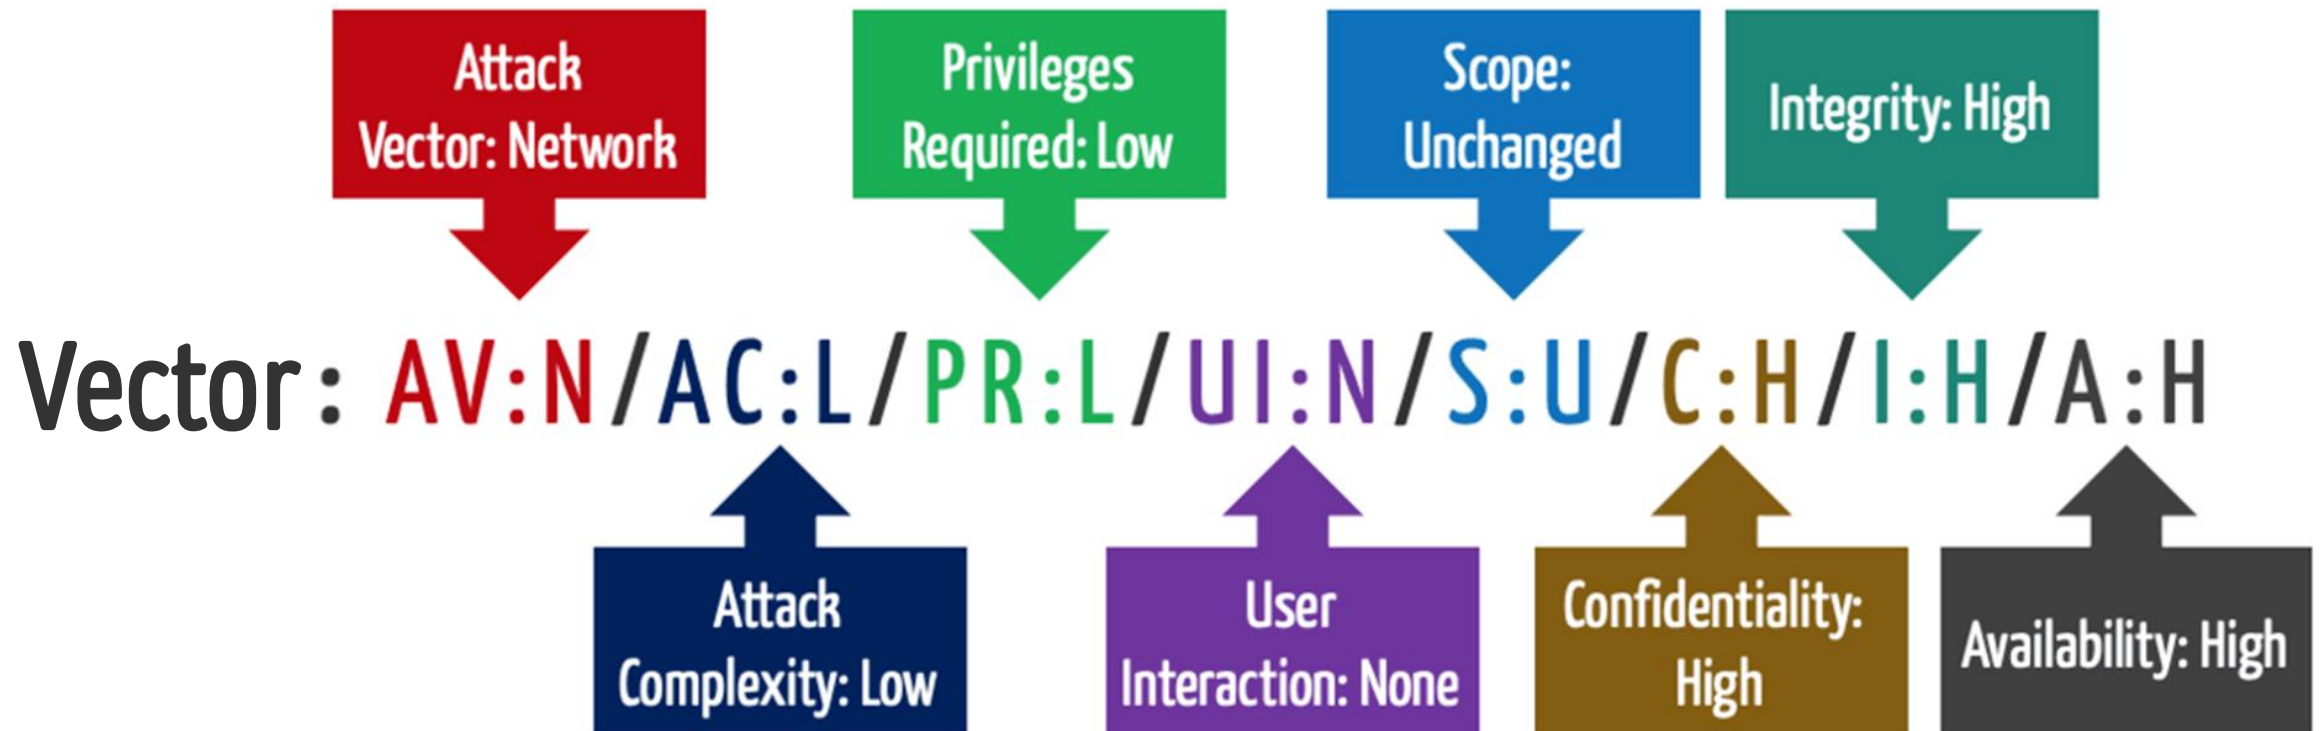 Attack
Vector: Network
Privileges
Required: Low
Scope:
Unchanged
Integrity: High
Vector: AV:N/AC:L/PR:L/UI:N/S:U/C:H/I:H/A:H
Attack
Complexity: Low
User
Interaction: None
Confidentiality:
High
Availability: High